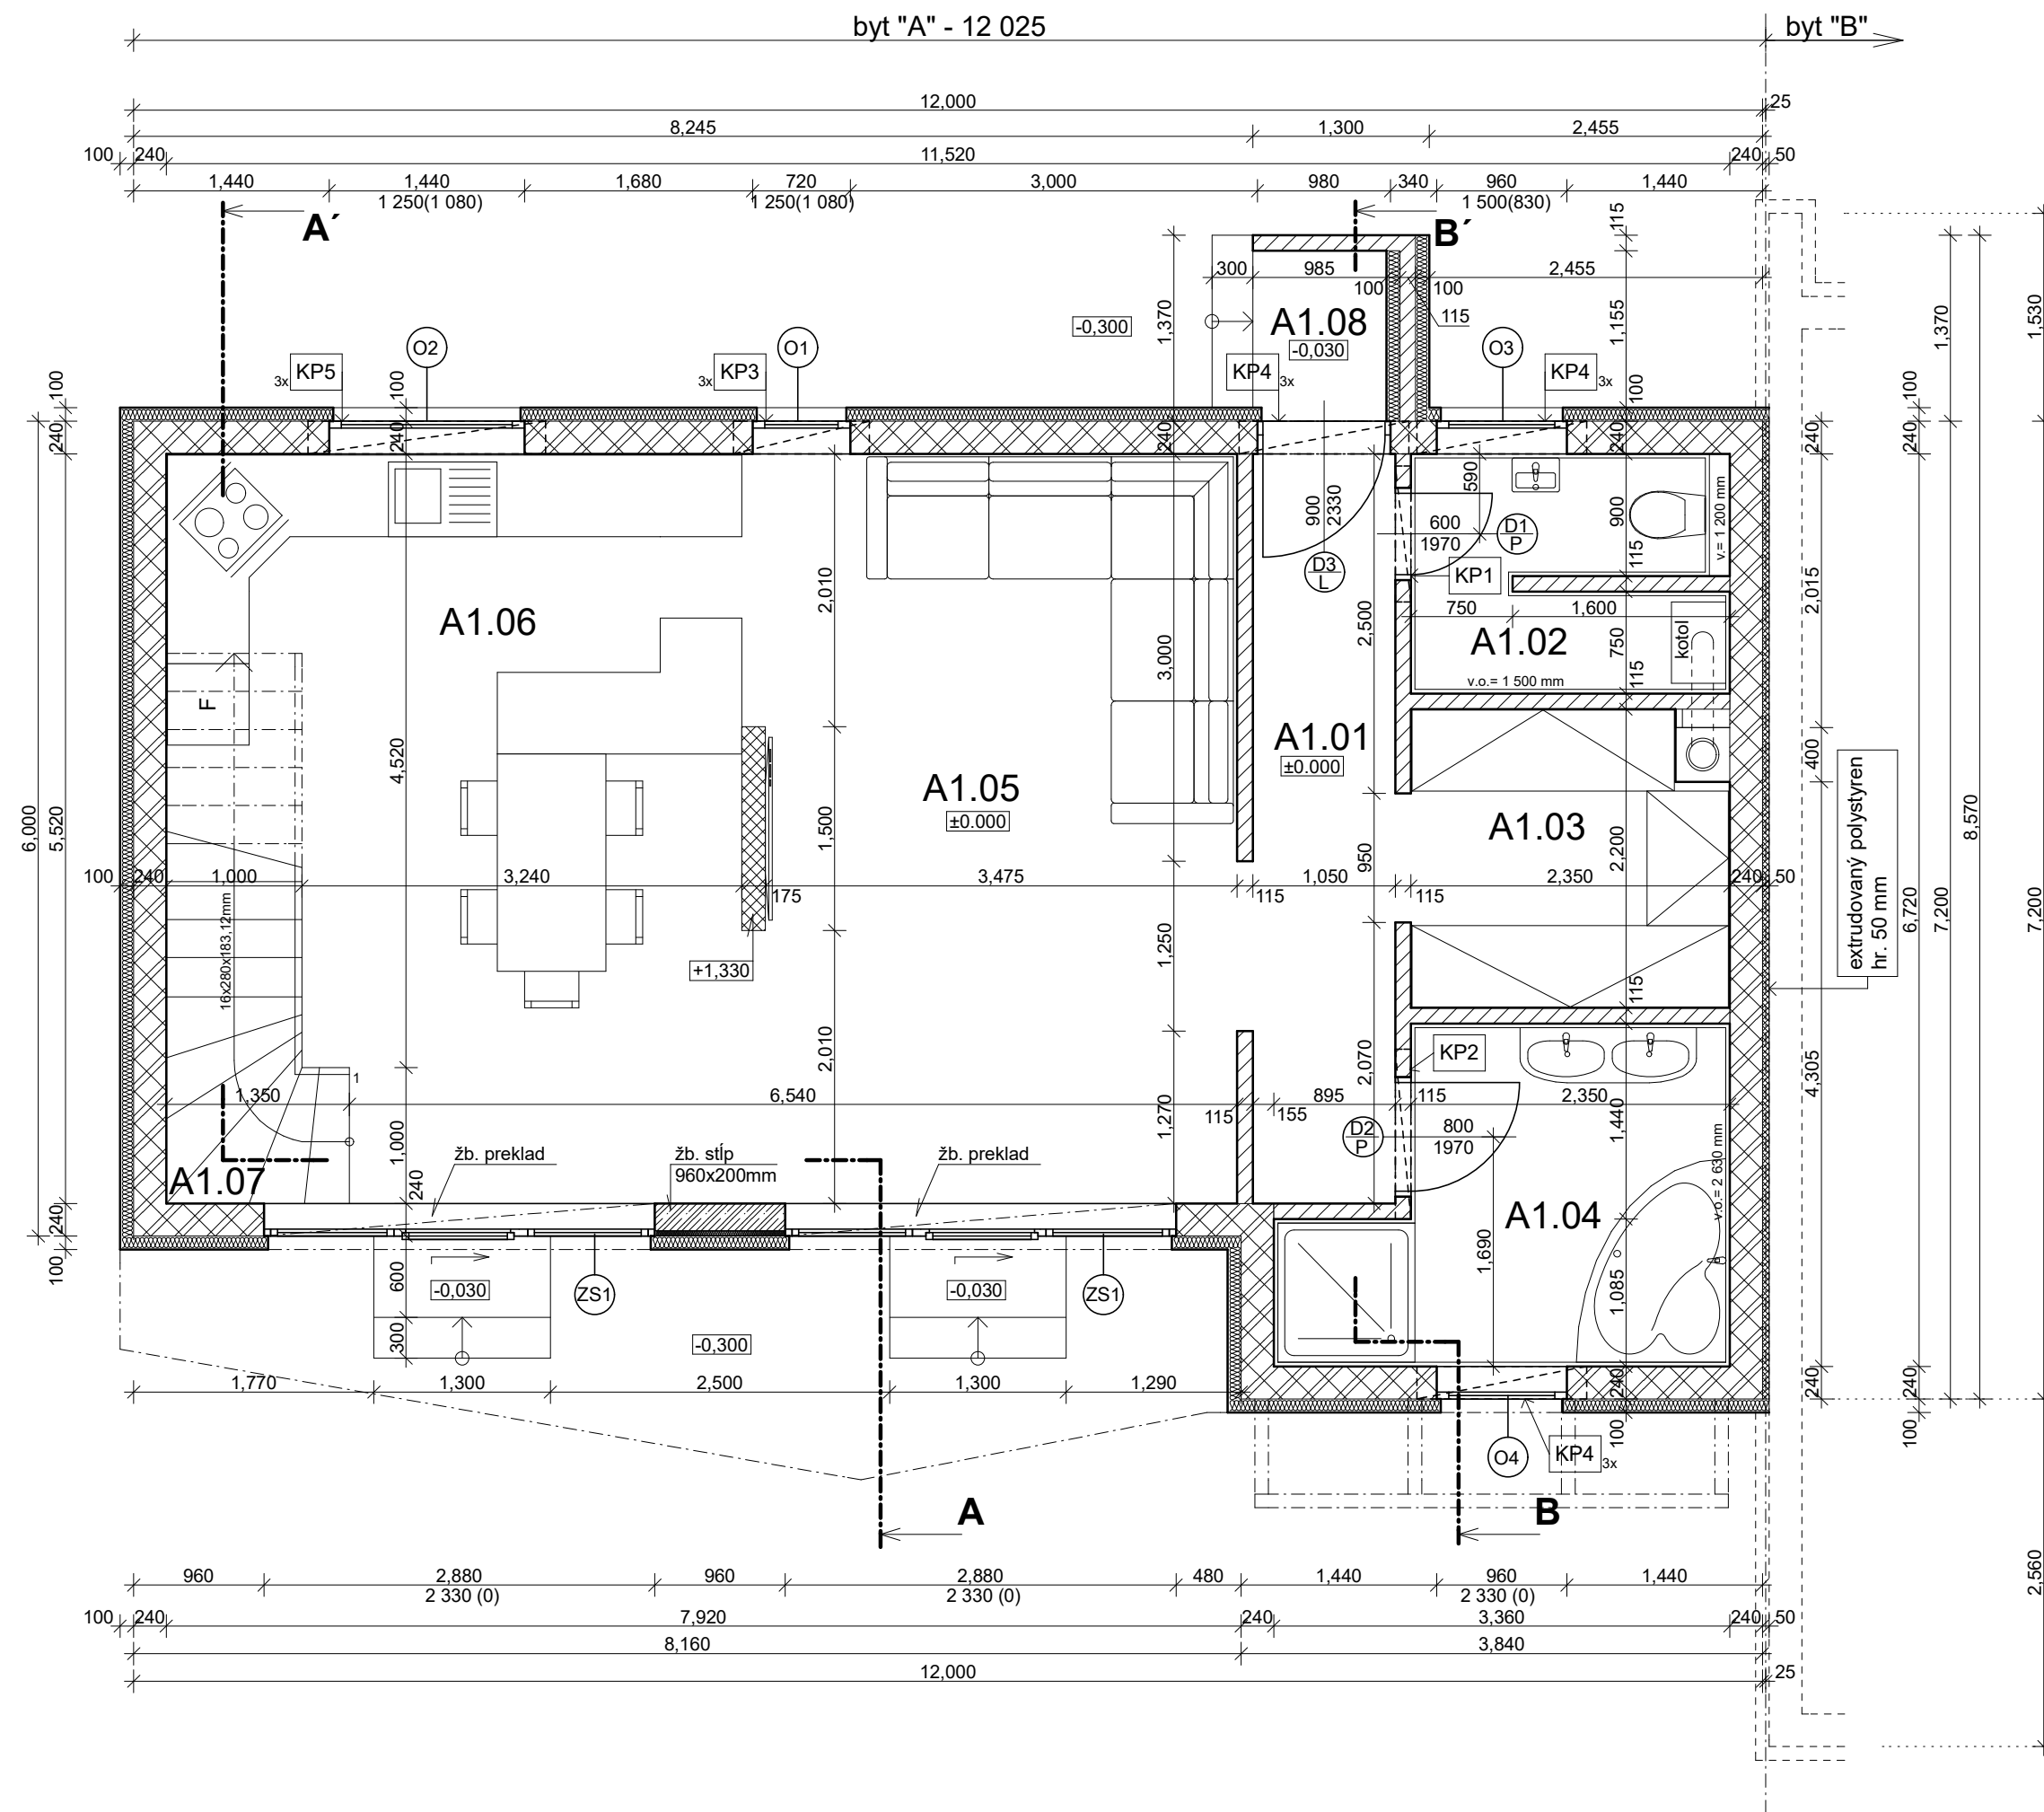 byt "A" - 12 025
byt "B"
12,000
25
8,245
1,300
2,455
100
240
11,520
240
50
1,440
1,440
1,680
720
3,000
980
340
960
1,440
1 250(1 080)
1 250(1 080)
1 500(830)
A´
B´
115
300
985
2,455
100
100
115
A1.08
-0,030
-0,300
1,370
1,155
1,370
1,530
O2
O1
O3
3x
KP5
3x
KP3
KP4
3x
KP4
3x
100
100
100
100
240
240
240
240
240
240
590
900
2330
600
1970
D1
P
D3
L
KP1
900
115
v.= 1 200 mm
2,010
750
1,600
2,015
A1.06
A1.02
kotol
750
115
v.o.= 1 500 mm
2,500
3,000
F
4,520
A1.05
±0.000
A1.01
±0.000
A1.03
400
extrudovaný polystyren
hr. 50 mm
6,000
5,520
8,570
1,500
950
2,200
100
240
1,000
3,240
175
3,475
115
1,050
115
2,350
240
50
6,720
7,200
7,200
16x280x183,12mm
+1,330
1,250
115
2,010
2,070
KP2
4,305
1
1,350
6,540
115
155
895
115
2,350
1,270
D2
P
800
1970
1,440
1,000
240
žb. preklad
žb. stĺp
960x200mm
žb. preklad
A1.07
v.o.= 2 630 mm
A1.04
1,690
1,085
240
100
600
300
-0,030
ZS1
-0,030
ZS1
-0,300
1,770
1,300
2,500
1,300
1,290
240
240
240
100
100
O4
KP4
3x
A
B
2,560
960
2,880
960
2,880
480
1,440
960
1,440
2 330 (0)
2 330 (0)
2 330 (0)
100
240
7,920
240
3,360
240
50
8,160
3,840
12,000
25